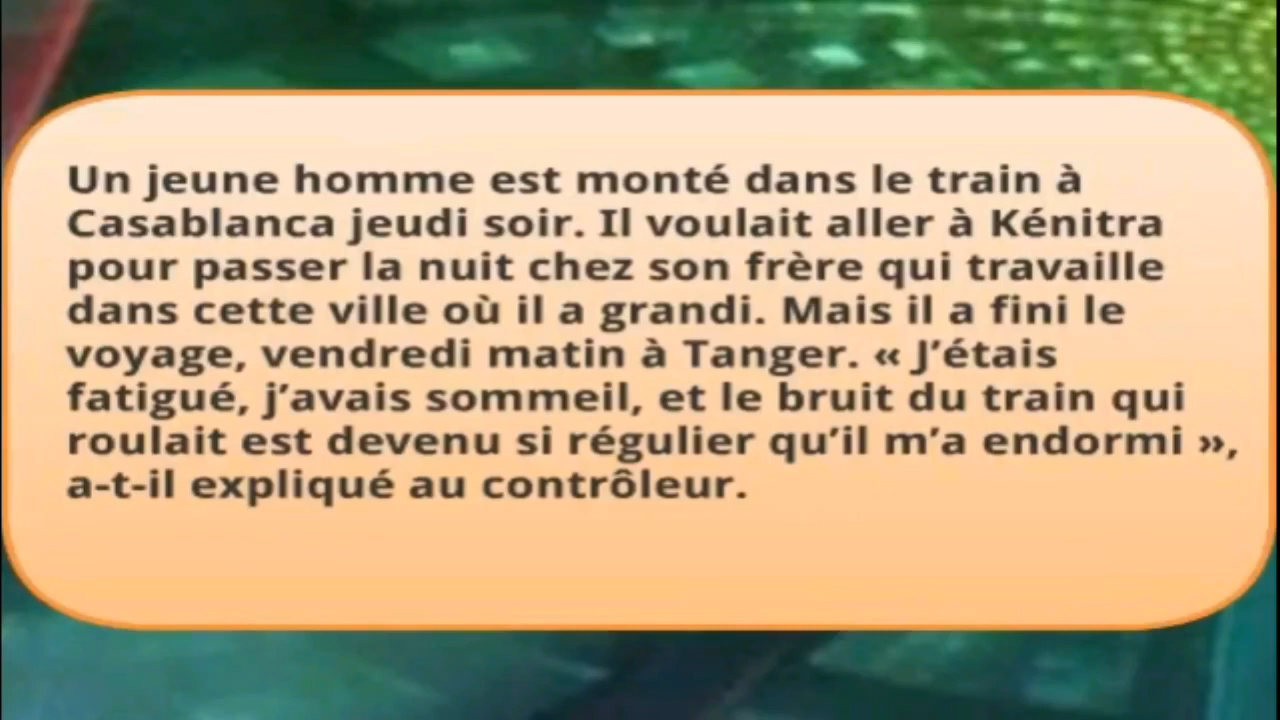 Un jeune homme est monté dans le train à
Casablanca jeudi soir. Il voulait aller à Kénitra
pour passer la nuit chez son frère qui travaille
dans cette ville où il a grandi. Mais il a fini le
voyage, vendredi matin à Tanger. « J’étais
fatigué, j’avais sommeil, et le bruit du train qui
roulait est devenu si régulier qu’il m’a endormi »,
a-t-il expliqué au contrôleur.